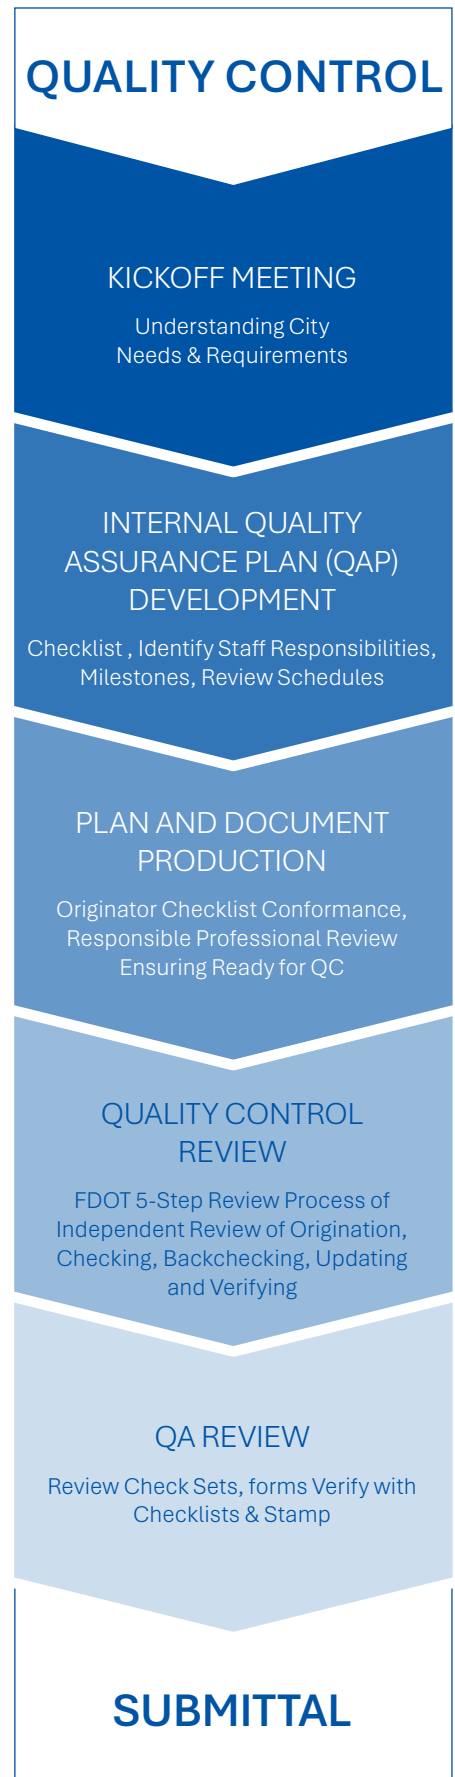 QUALITY CONTROL
KICKOFF MEETING
Understanding City
Needs & Requirements
INTERNAL QUALITY
ASSURANCE PLAN (QAP)
DEVELOPMENT
Checklist , Identify Staff Responsibilities,
Milestones, Review Schedules
PLAN AND DOCUMENT
PRODUCTION
Originator Checklist Conformance,
Responsible Professional Review
Ensuring Ready for QC
QUALITY CONTROL
REVIEW
FDOT 5-Step Review Process of
Independent Review of Origination,
Checking, Backchecking, Updating
and Verifying
QA REVIEW
Review Check Sets, forms Verify with
Checklists & Stamp
SUBMITTAL